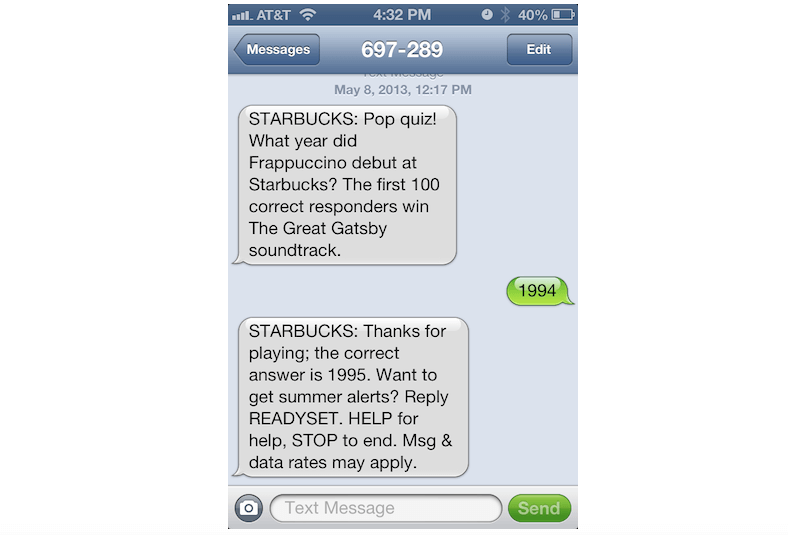 AT&T 4:32 PM 40%
Messages 697-289 Edit
Text Message
May 8, 2013, 12:17 PM
STARBUCKS: Pop quiz!
What year did
Frappuccino debut at
Starbucks? The first 100
correct responders win
The Great Gatsby
soundtrack.
1994
STARBUCKS: Thanks for
playing; the correct
answer is 1995. Want to
get summer alerts? Reply
READYSET. HELP for
help, STOP to end. Msg &
data rates may apply.
Text Message Send